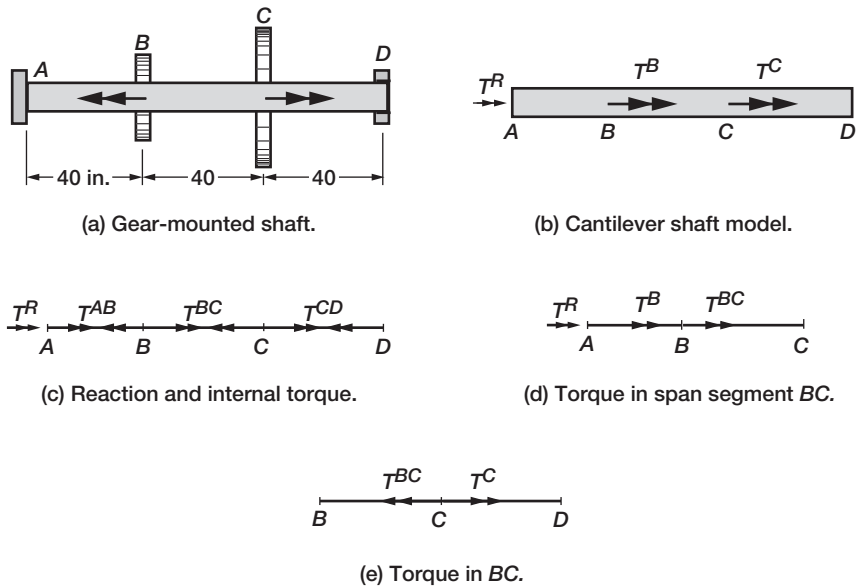 C
B
D
A
40 in.
40
40
(a) Gear-mounted shaft.
T^R
T^B
T^C
A
B
C
D
(b) Cantilever shaft model.
T^R
T^AB
T^BC
T^CD
A
B
C
D
(c) Reaction and internal torque.
T^R
T^B
T^BC
A
B
C
(d) Torque in span segment BC.
T^BC
T^C
B
C
D
(e) Torque in BC.